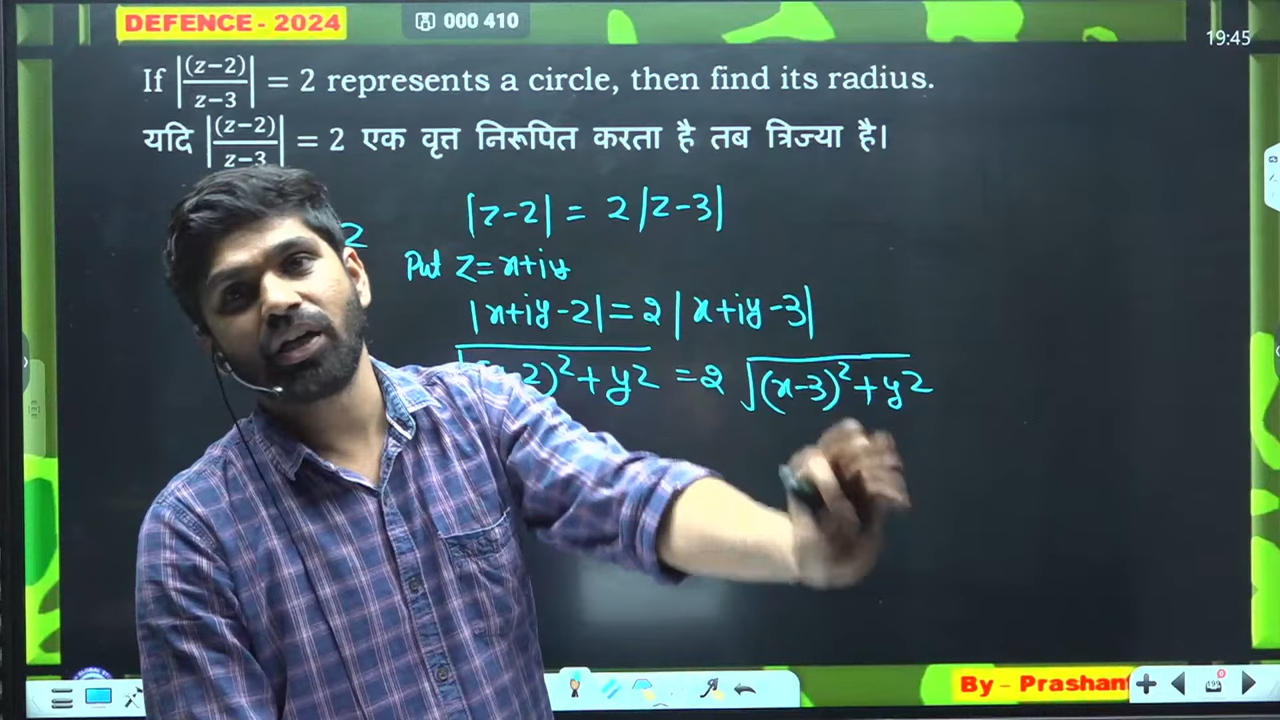 DEFENCE - 2024
000 410
19:45
If |(z−2)/z−3| = 2 represents a circle, then find its radius.
यदि |(z−2)/z−3| = 2 एक वृत्त निरूपित करता है तब त्रिज्या है।
2
|z-2| = 2|z-3|
Put z=x+iy
|x+iy-2|=2|x+iy-3|
2)²+y2 =2√(x-3)²+y2
By - Prashant